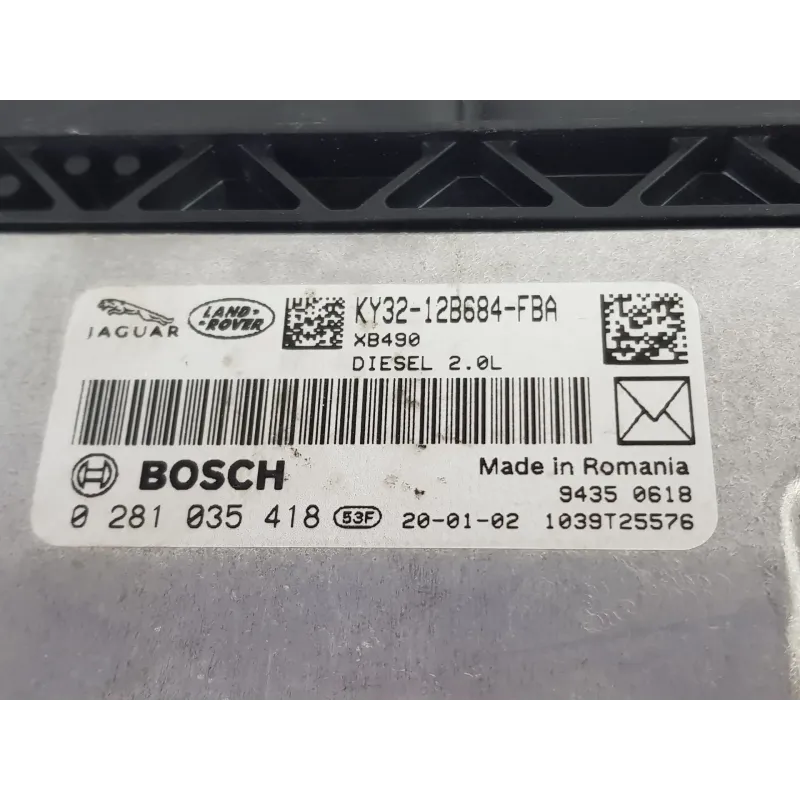 JAGUAR
LAND-
-ROVER
KY32-12B684-FBA
XB490
DIESEL 2.0L
BOSCH
Made in Romania
9435 0618
0 281 035 418 53F 20-01-02 1039T25576